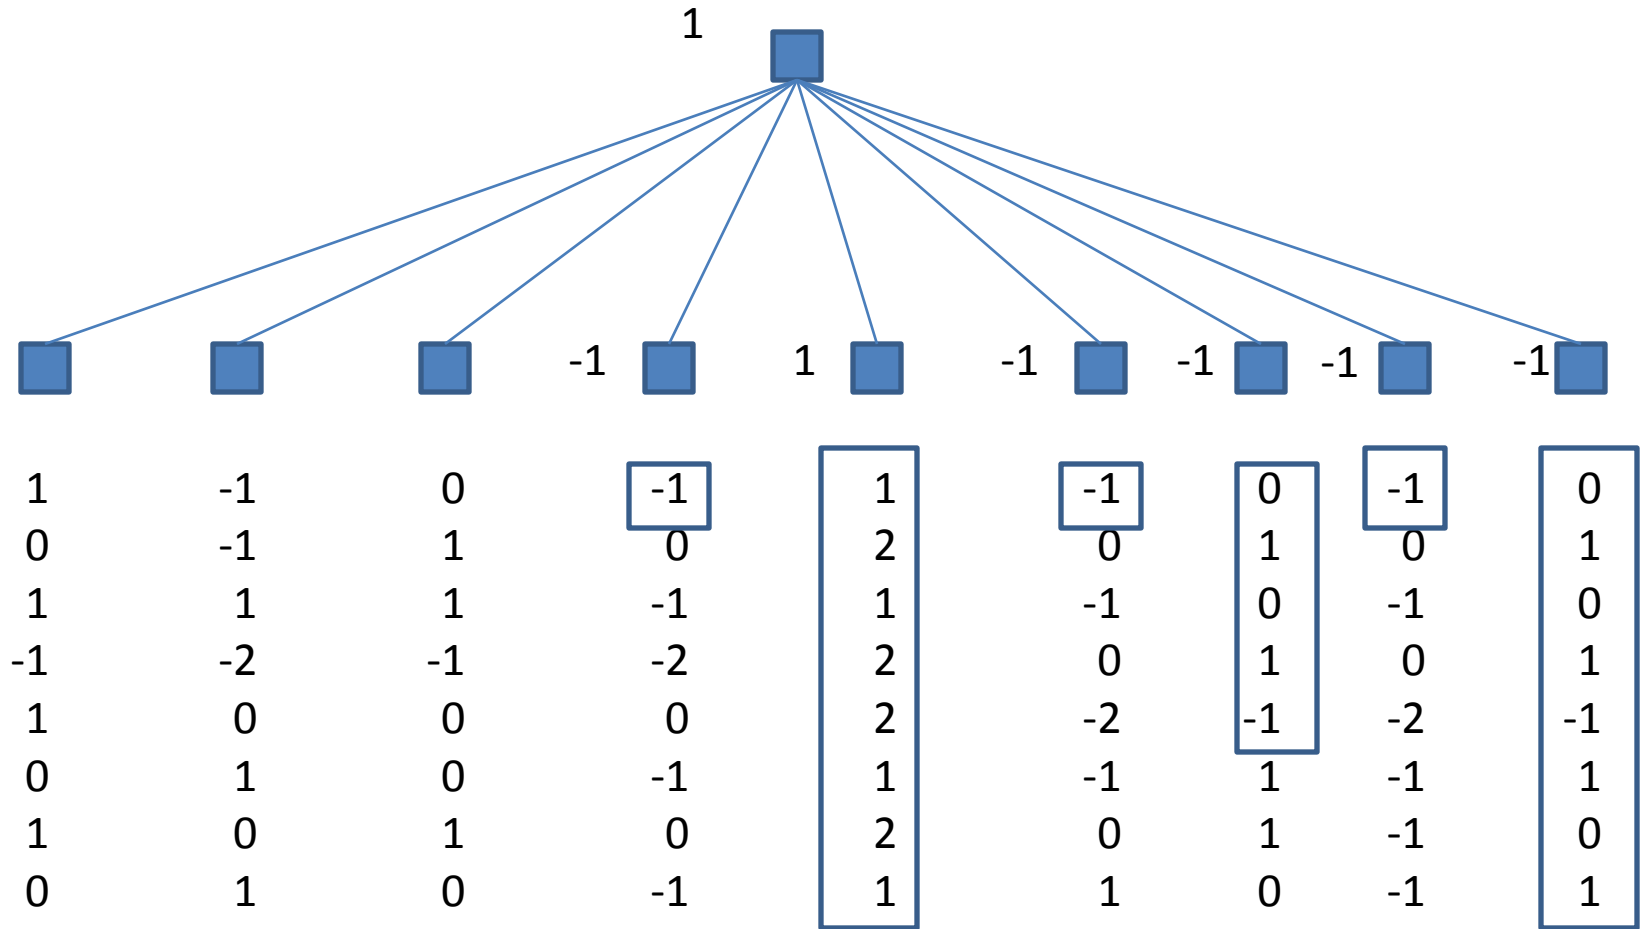 1
-1 1 -1 -1 -1 -1
1 -1 0 -1 1 -1 0 -1 0
0 -1 1 0 2 0 1 0 1
1 1 1 -1 1 -1 0 -1 0
-1 -2 -1 -2 2 0 1 0 1
1 0 0 0 2 -2 -1 -2 -1
0 1 0 -1 1 -1 1 -1 1
1 0 1 0 2 0 1 -1 0
0 1 0 -1 1 1 0 -1 1